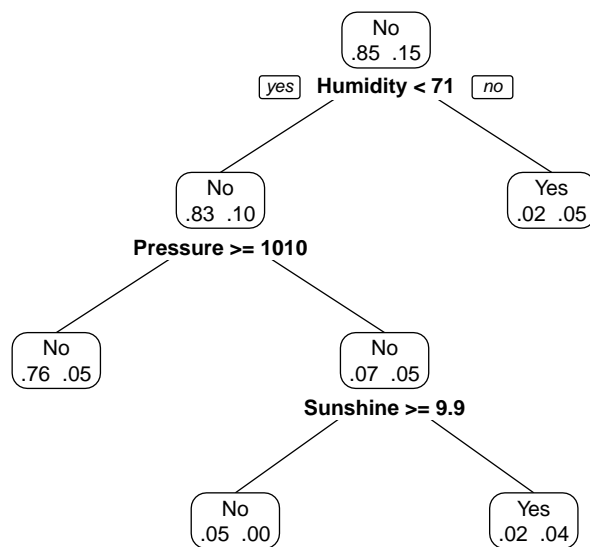 No
.85 .15
yes Humidity < 71 no
No
.83 .10
Yes
.02 .05
Pressure >= 1010
No
.76 .05
No
.07 .05
Sunshine >= 9.9
No
.05 .00
Yes
.02 .04